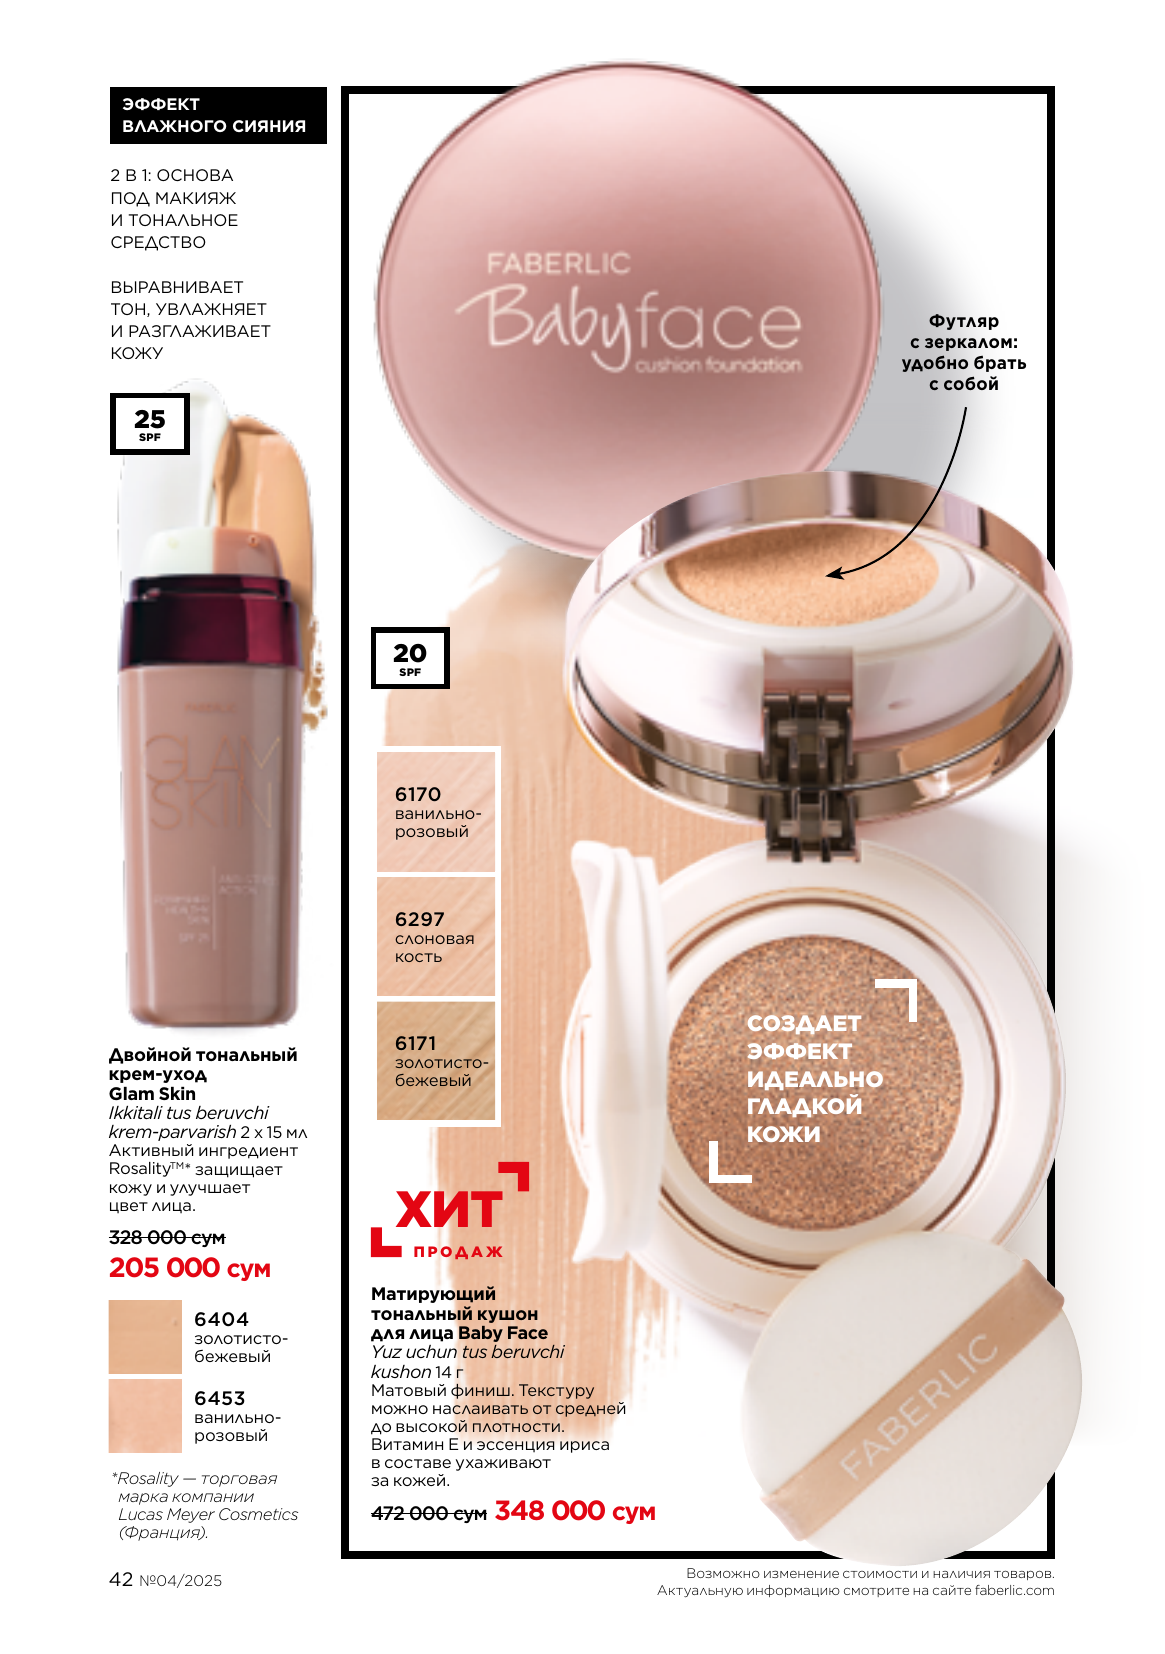 ЭФФЕКТ
ВЛАЖНОГО СИЯНИЯ
2 В 1: ОСНОВА
ПОД МАКИЯЖ
И ТОНАЛЬНОЕ
СРЕДСТВО
ВЫРАВНИВАЕТ
ТОН, УВЛАЖНЯЕТ
И РАЗГЛАЖИВАЕТ
КОЖУ
25
SPF
FABERLIC
GLAM
SKIN
SPF 25
Двойной тональный
крем-уход
Glam Skin
Ikkitali tus beruvchi
krem-parvarish 2 x 15 мл
Активный ингредиент
Rosality™* защищает
кожу и улучшает
цвет лица.
328 000 сум
205 000 сум
6404
золотисто-
бежевый
6453
ванильно-
розовый
*Rosality — торговая
марка компании
Lucas Meyer Cosmetics
(Франция).
FABERLIC
Babyface
cushion foundation
Футляр
с зеркалом:
удобно брать
с собой
20
SPF
6170
ванильно-
розовый
6297
слоновая
кость
6171
золотисто-
бежевый
СОЗДАЕТ
ЭФФЕКТ
ИДЕАЛЬНО
ГЛАДКОЙ
КОЖИ
ХИТ
ПРОДАЖ
Матирующий
тональный кушон
для лица Baby Face
Yuz uchun tus beruvchi
kushon 14 г
Матовый финиш. Текстуру
можно наслаивать от средней
до высокой плотности.
Витамин Е и эссенция ириса
в составе ухаживают
за кожей.
472 000 сум 348 000 сум
FABERLIC
42 №04/2025
Возможно изменение стоимости и наличия товаров.
Актуальную информацию смотрите на сайте faberlic.com